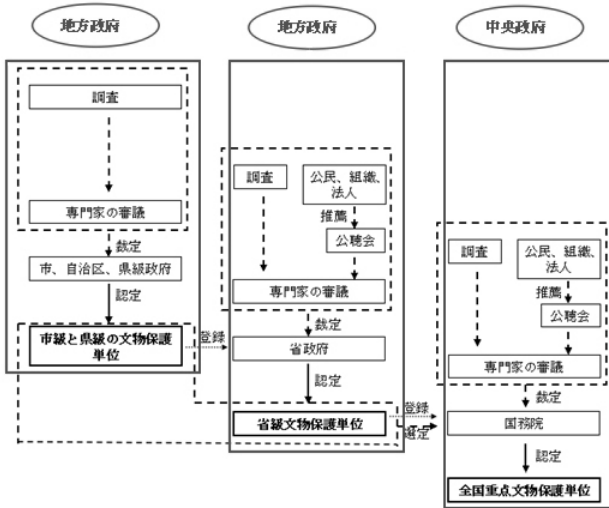 地方政府
地方政府
中央政府
調査
専門家の審議
裁定
市、自治区、県級政府
認定
市級と県級の文物保護
単位
登録
調査
公民、組織、
法人
推薦
公聴会
専門家の審議
裁定
省政府
認定
省級文物保護単位
登録
選定
調査
公民、組織、
法人
推薦
公聴会
専門家の審議
裁定
国務院
認定
全国重点文物保護単位